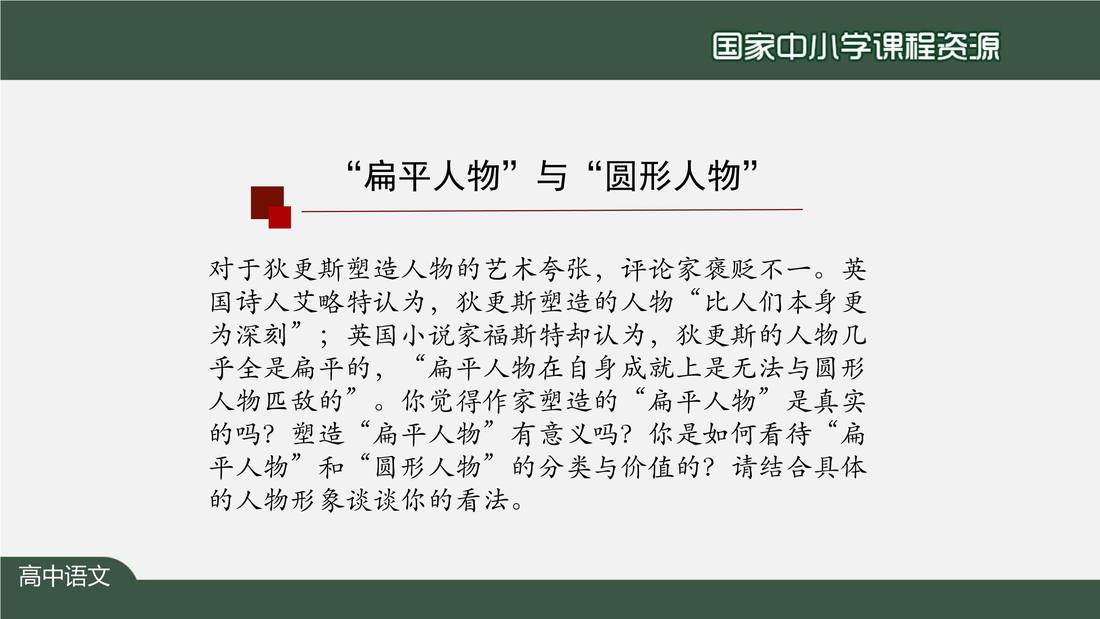 国家中小学课程资源
“扁平人物”与“圆形人物”
对于狄更斯塑造人物的艺术夸张，评论家褒贬不一。英
国诗人艾略特认为，狄更斯塑造的人物“比人们本身更
为深刻”；英国小说家福斯特却认为，狄更斯的人物几
乎全是扁平的，“扁平人物在自身成就上是无法与圆形
人物匹敌的”。你觉得作家塑造的“扁平人物”是真实
的吗？塑造“扁平人物”有意义吗？你是如何看待“扁
平人物”和“圆形人物”的分类与价值的？请结合具体
的人物形象谈谈你的看法。
高中语文